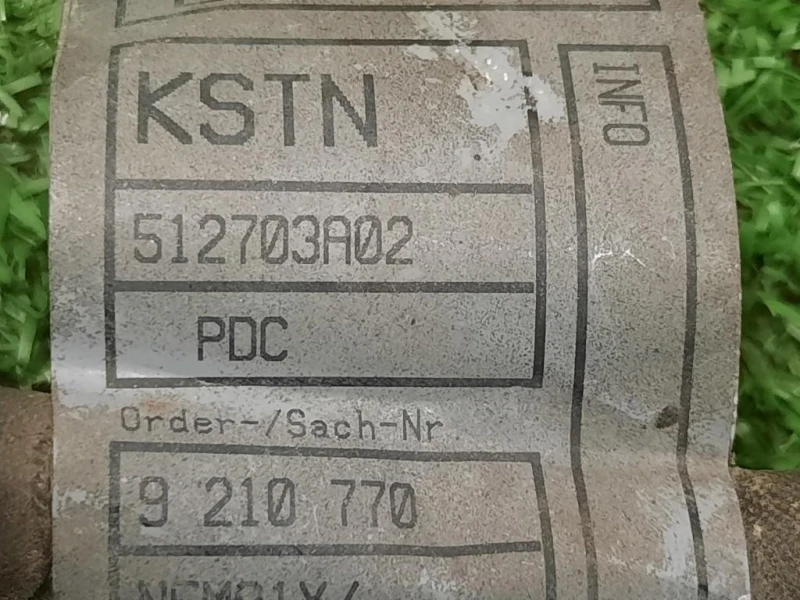 KSTN
INFO
512703A02
PDC
Order-/Sach-Nr
9 210 770